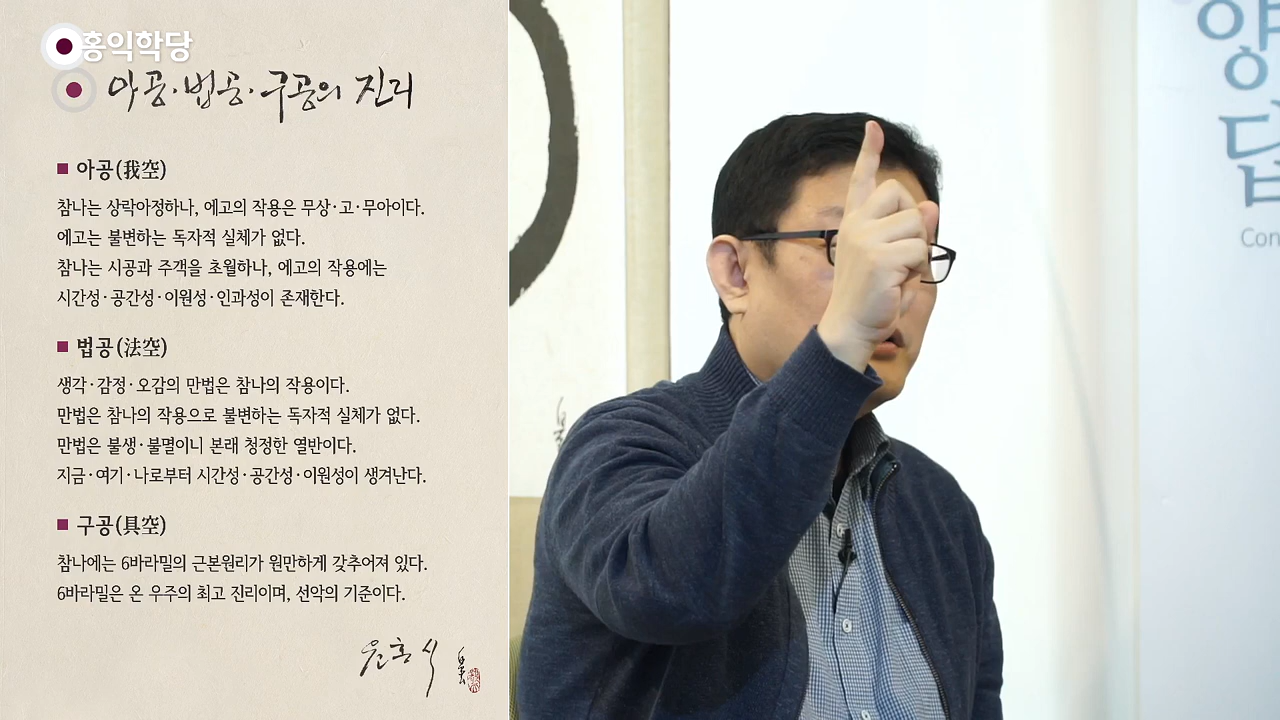 홍익학당
아공·법공·구공의 진리
아공(我空)
참나는 상락아정하나, 에고의 작용은 무상·고·무아이다.
에고는 불변하는 독자적 실체가 없다.
참나는 시공과 주객을 초월하나, 에고의 작용에는
시간성·공간성·이원성·인과성이 존재한다.
법공(法空)
생각·감정·오감의 만법은 참나의 작용이다.
만법은 참나의 작용으로 불변하는 독자적 실체가 없다.
만법은 불생·불멸이니 본래 청정한 열반이다.
지금·여기·나로부터 시간성·공간성·이원성이 생겨난다.
구공(具空)
참나에는 6바라밀의 근본원리가 원만하게 갖추어져 있다.
6바라밀은 온 우주의 최고 진리이며, 선악의 기준이다.
양
답
Con